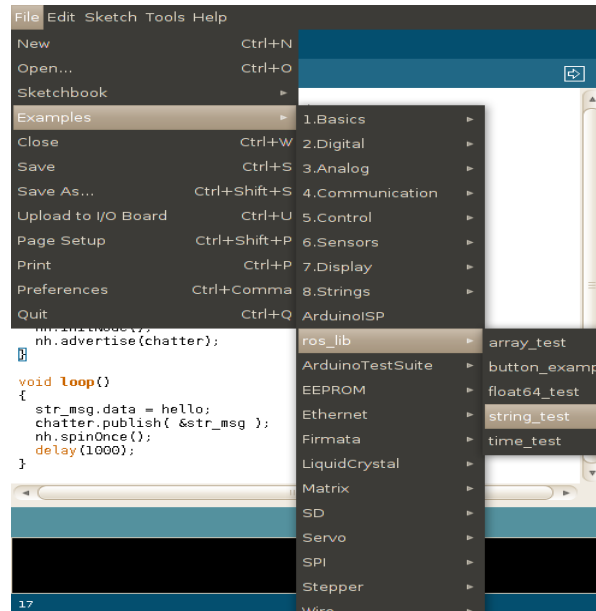 File Edit Sketch Tools Help
New Ctrl+N
Open... Ctrl+O
Sketchbook
Examples
Close Ctrl+W
Save Ctrl+S
Save As... Ctrl+Shift+S
Upload to I/O Board Ctrl+U
Page Setup Ctrl+Shift+P
Print Ctrl+P
Preferences Ctrl+Comma
Quit Ctrl+Q
1.Basics
2.Digital
3.Analog
4.Communication
5.Control
6.Sensors
7.Display
8.Strings
ArduinoISP
ros_lib
ArduinoTestSuite
EEPROM
Ethernet
Firmata
LiquidCrystal
Matrix
SD
Servo
SPI
Stepper
Wire
array_test
button_examp
float64_test
string_test
time_test
nh.initNode();
nh.advertise(chatter);
}
void loop()
{
str_msg.data = hello;
chatter.publish( &str_msg );
nh.spinOnce();
delay(1000);
}
17